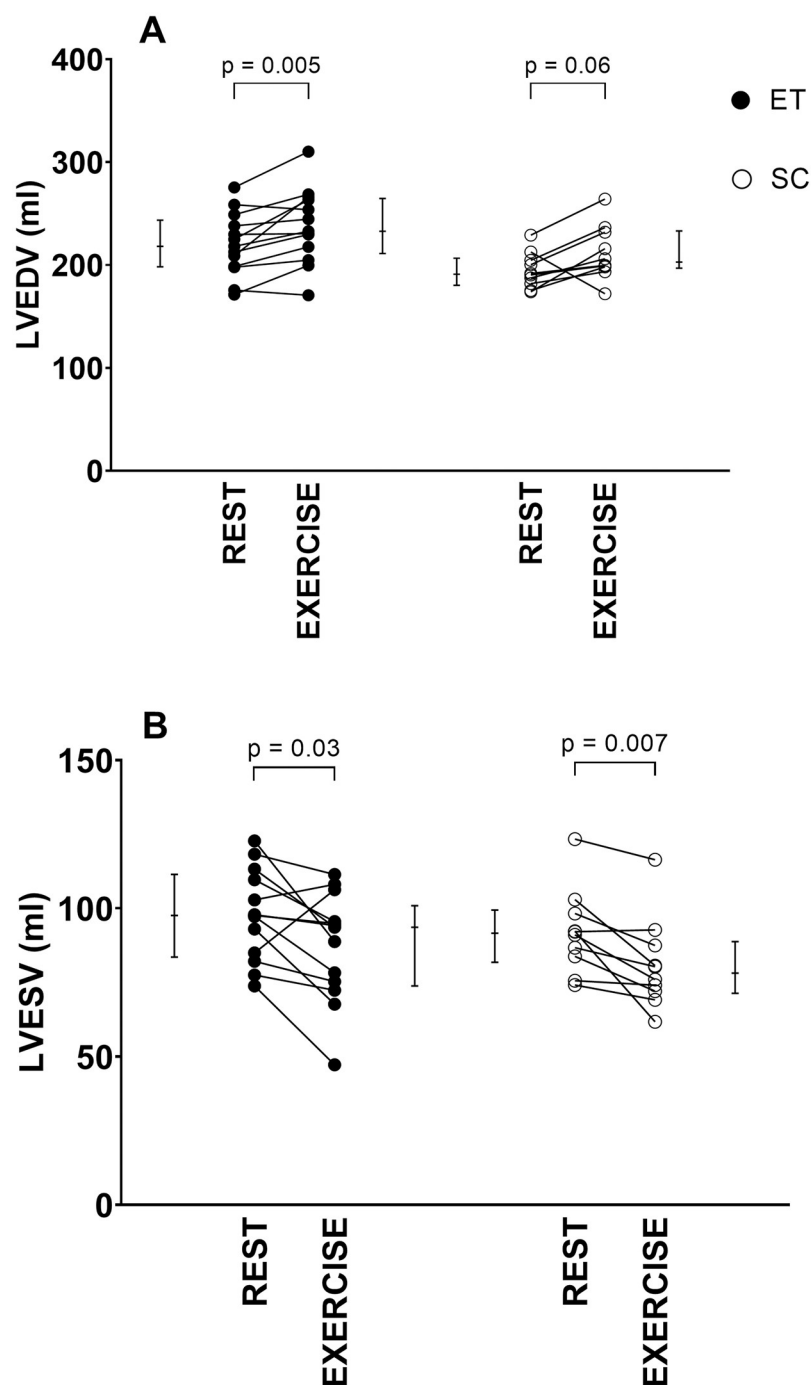 A
400
p = 0.005
p = 0.06
ET
300
SC
LVEDV (ml)
200
100
0
REST
EXERCISE
REST
EXERCISE
B
150
p = 0.03
p = 0.007
100
LVESV (ml)
50
0
REST
EXERCISE
REST
EXERCISE